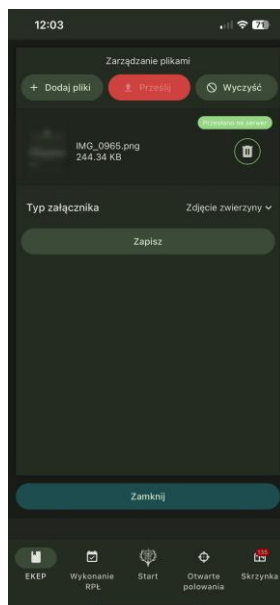 12:03
71
Zarządzanie plikami
+ Dodaj pliki
Prześlij
Wyczyść
Przesłano na serwer
IMG_0965.png
244.34 KB
Typ załącznika
Zdjęcie zwierzyny
Zapisz
Zamknij
135
EKEP
Wykonanie RPŁ
Start
Otwarte polowania
Skrzynka